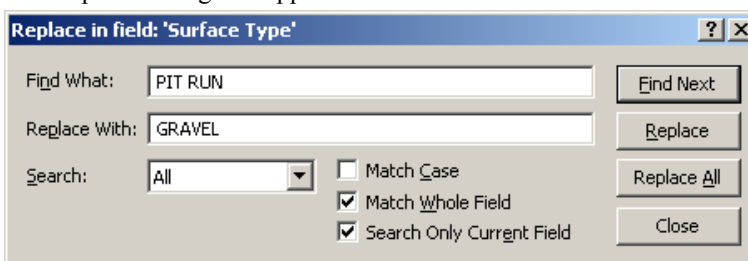 Replace in field: 'Surface Type'
Find What: PIT RUN Find Next
Replace With: GRAVEL Replace
Search: All Match Case Replace All
Match Whole Field
Search Only Current Field Close